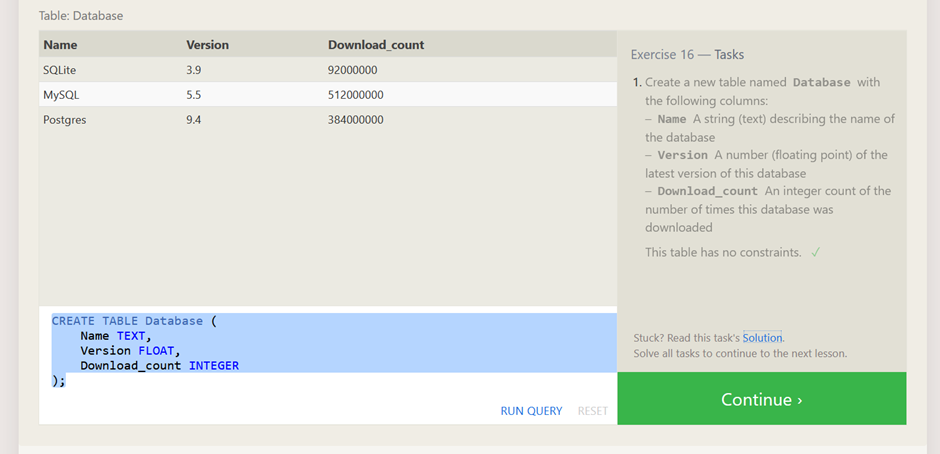 Table: Database
Name Version Download_count
SQLite 3.9 92000000
MySQL 5.5 512000000
Postgres 9.4 384000000
CREATE TABLE Database (
    Name TEXT,
    Version FLOAT,
    Download_count INTEGER
);
RUN QUERY RESET
Exercise 16 — Tasks
1. Create a new table named Database with
the following columns:
– Name A string (text) describing the name of
the database
– Version A number (floating point) of the
latest version of this database
– Download_count An integer count of the
number of times this database was
downloaded
This table has no constraints. ✓
Stuck? Read this task's Solution.
Solve all tasks to continue to the next lesson.
Continue ›